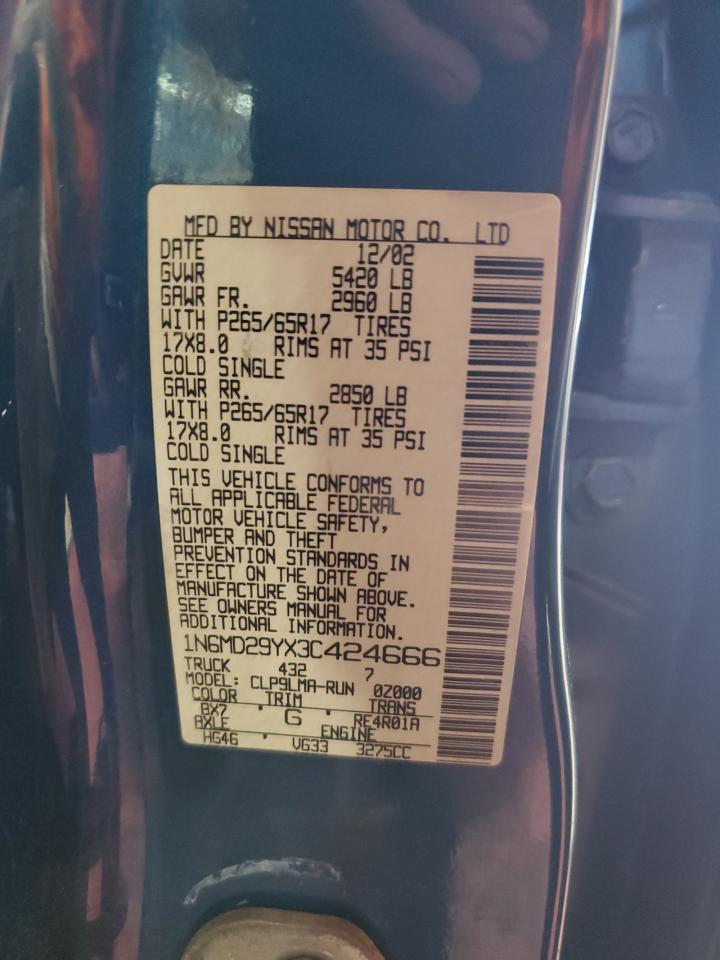 MFD BY NISSAN MOTOR CO. LTD
DATE 12/02
GVWR 5420 LB
GAWR FR. 2960 LB
WITH P265/65R17 TIRES
17X8.0 RIMS AT 35 PSI
COLD SINGLE
GAWR RR. 2850 LB
WITH P265/65R17 TIRES
17X8.0 RIMS AT 35 PSI
COLD SINGLE
THIS VEHICLE CONFORMS TO
ALL APPLICABLE FEDERAL
MOTOR VEHICLE SAFETY,
BUMPER AND THEFT
PREVENTION STANDARDS IN
EFFECT ON THE DATE OF
MANUFACTURE SHOWN ABOVE.
SEE OWNERS MANUAL FOR
ADDITIONAL INFORMATION.
1N6MD29YX3C424666
TRUCK 432 7
MODEL: CLP9LMA-RUN 0Z000
COLOR TRIM TRANS
BX7 G RE4R01A
AXLE ENGINE
HG46 VG33 3275CC